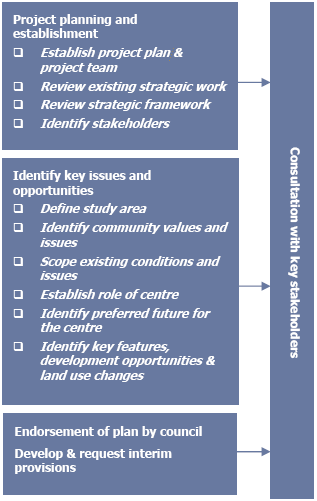 Project planning and
establishment
❑ Establish project plan &
project team
❑ Review existing strategic work
❑ Review strategic framework
❑ Identify stakeholders
Identify key issues and
opportunities
❑ Define study area
❑ Identify community values and
issues
❑ Scope existing conditions and
issues
❑ Establish role of centre
❑ Identify preferred future for
the centre
❑ Identify key features,
development opportunities &
land use changes
Endorsement of plan by council
Develop & request interim
provisions
Consultation with key stakeholders